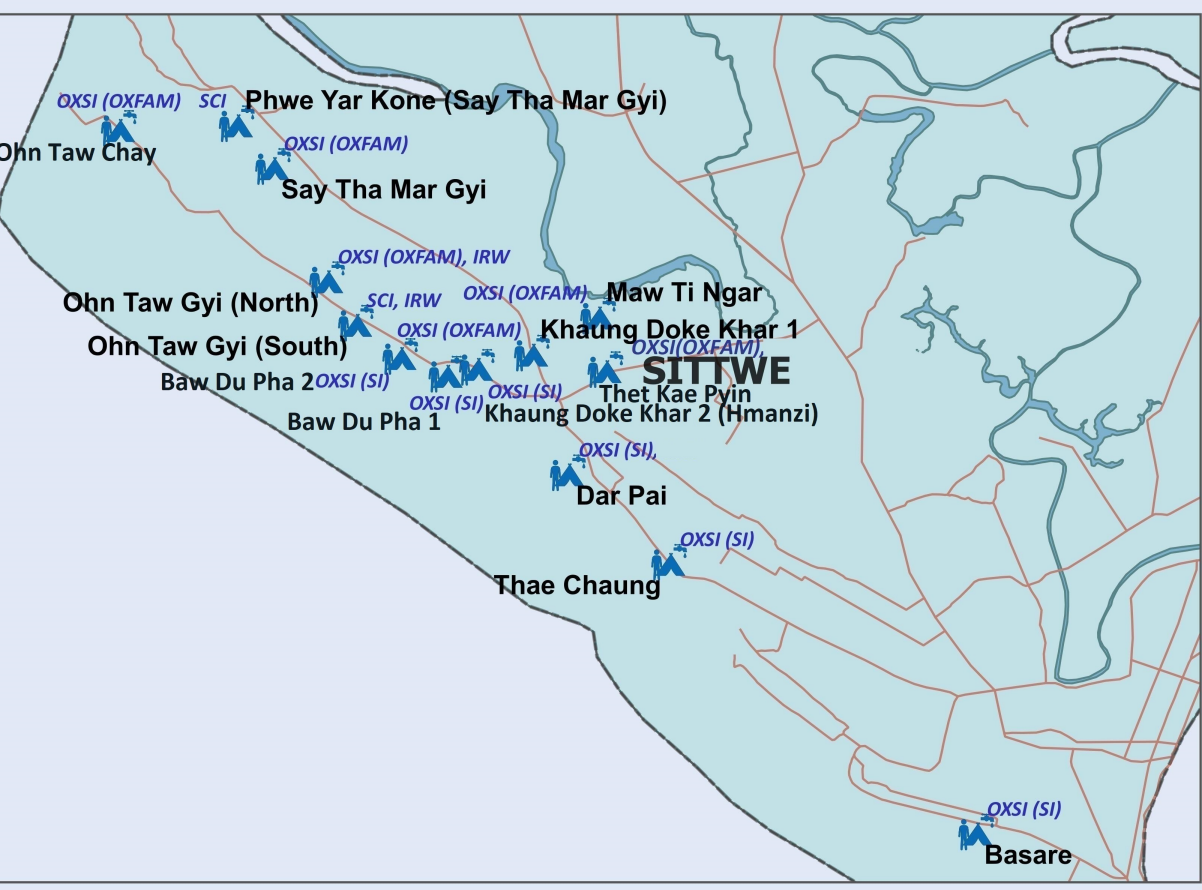 OXSI (OXFAM)
SCI
Phwe Yar Kone (Say Tha Mar Gyi)
Ohn Taw Chay
OXSI (OXFAM)
Say Tha Mar Gyi
OXSI (OXFAM), IRW
Ohn Taw Gyi (North)
SCI, IRW
OXSI (OXFAM)
Maw Ti Ngar
OXSI (OXFAM)
Khaung Doke Khar 1
Ohn Taw Gyi (South)
OXSI(OXFAM),
SITTWE
Baw Du Pha 2
OXSI (SI)
OXSI (SI)
Thet Kae Pyin
OXSI (SI)
Khaung Doke Khar 2 (Hmanzi)
Baw Du Pha 1
OXSI (SI),
Dar Pai
OXSI (SI)
Thae Chaung
OXSI (SI)
Basare